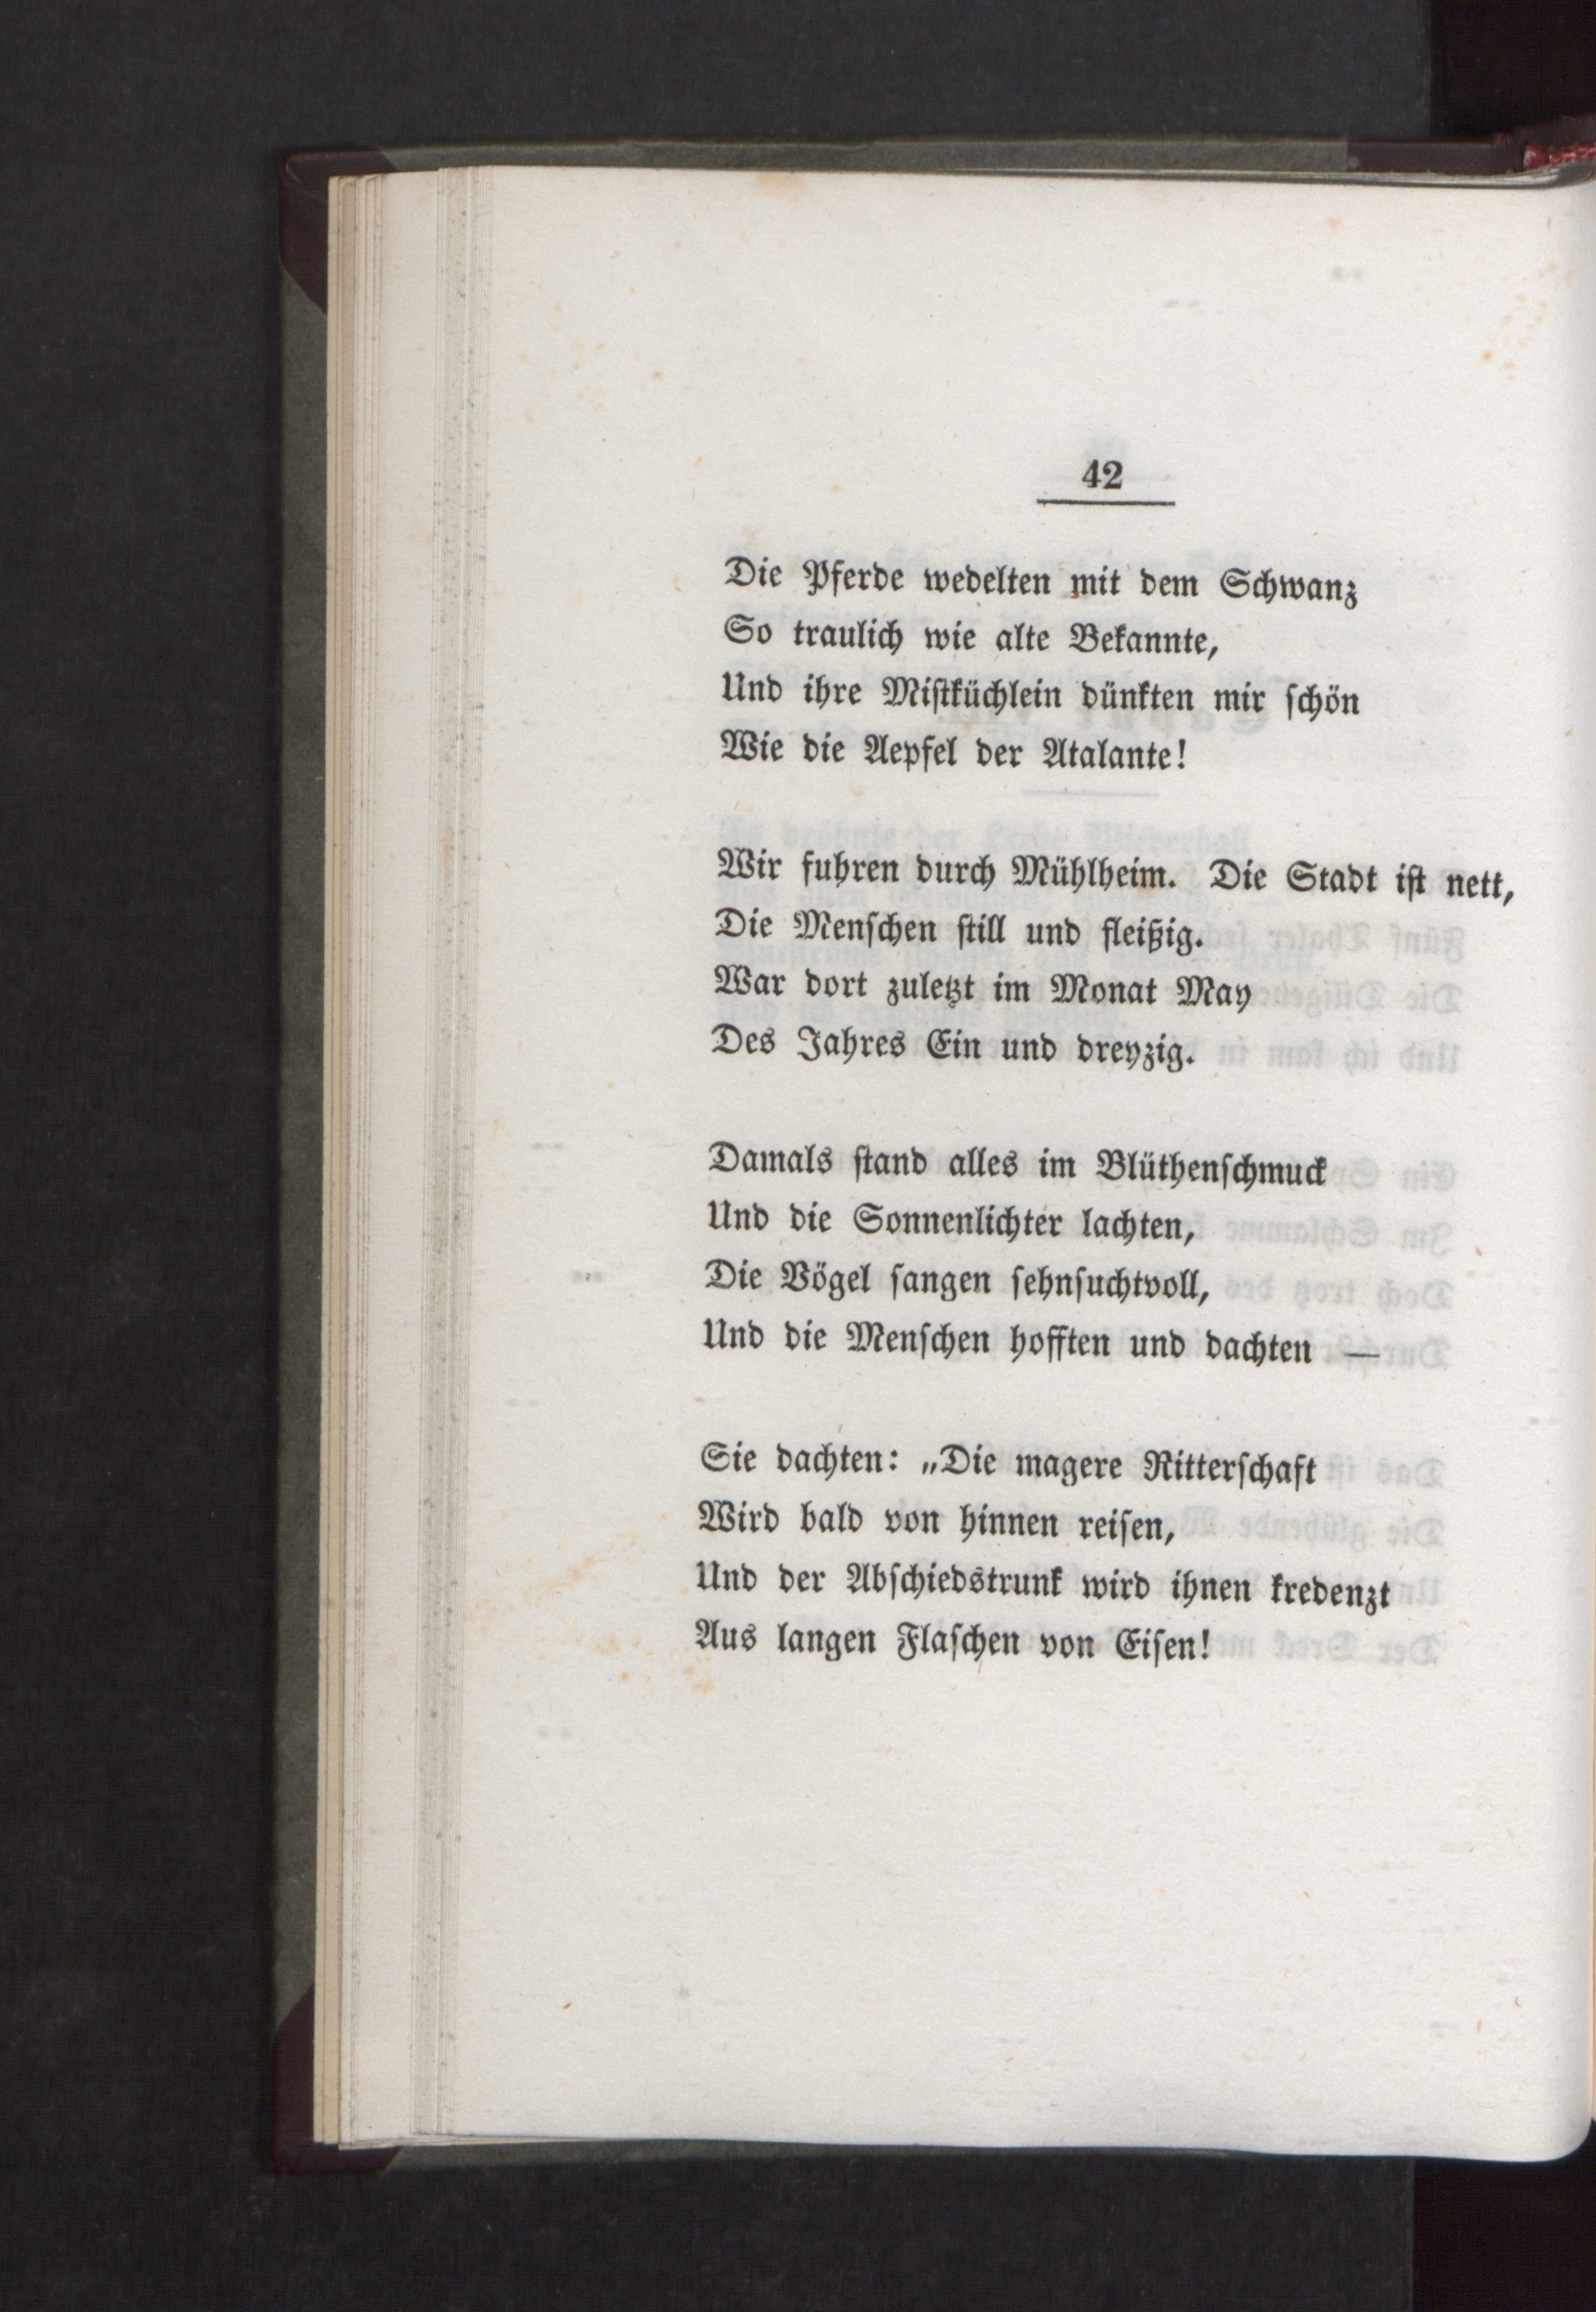 42
Die Pferde wedelten mit dem Schwanz
So traulich wie alte Bekannte,
Und ihre Miſtküchlein dünkten mir ſchön
Wie die Aepfel der Atalante!
Wir fuhren durch Mühlheim. Die Stadt iſt nett,
Die Menſchen ſtill und fleißig.
War dort zuletzt im Monat May
Des Jahres Ein und dreyzig.
Damals ſtand alles im Blüthenſchmuck
Und die Sonnenlichter lachten,
Die Vögel ſangen ſehnſuchtvoll,
Und die Menſchen hofften und dachten —
Sie dachten: „Die magere Ritterſchaft
Wird bald von hinnen reiſen,
Und der Abſchiedstrunk wird ihnen kredenzt
Aus langen Flaſchen von Eiſen!